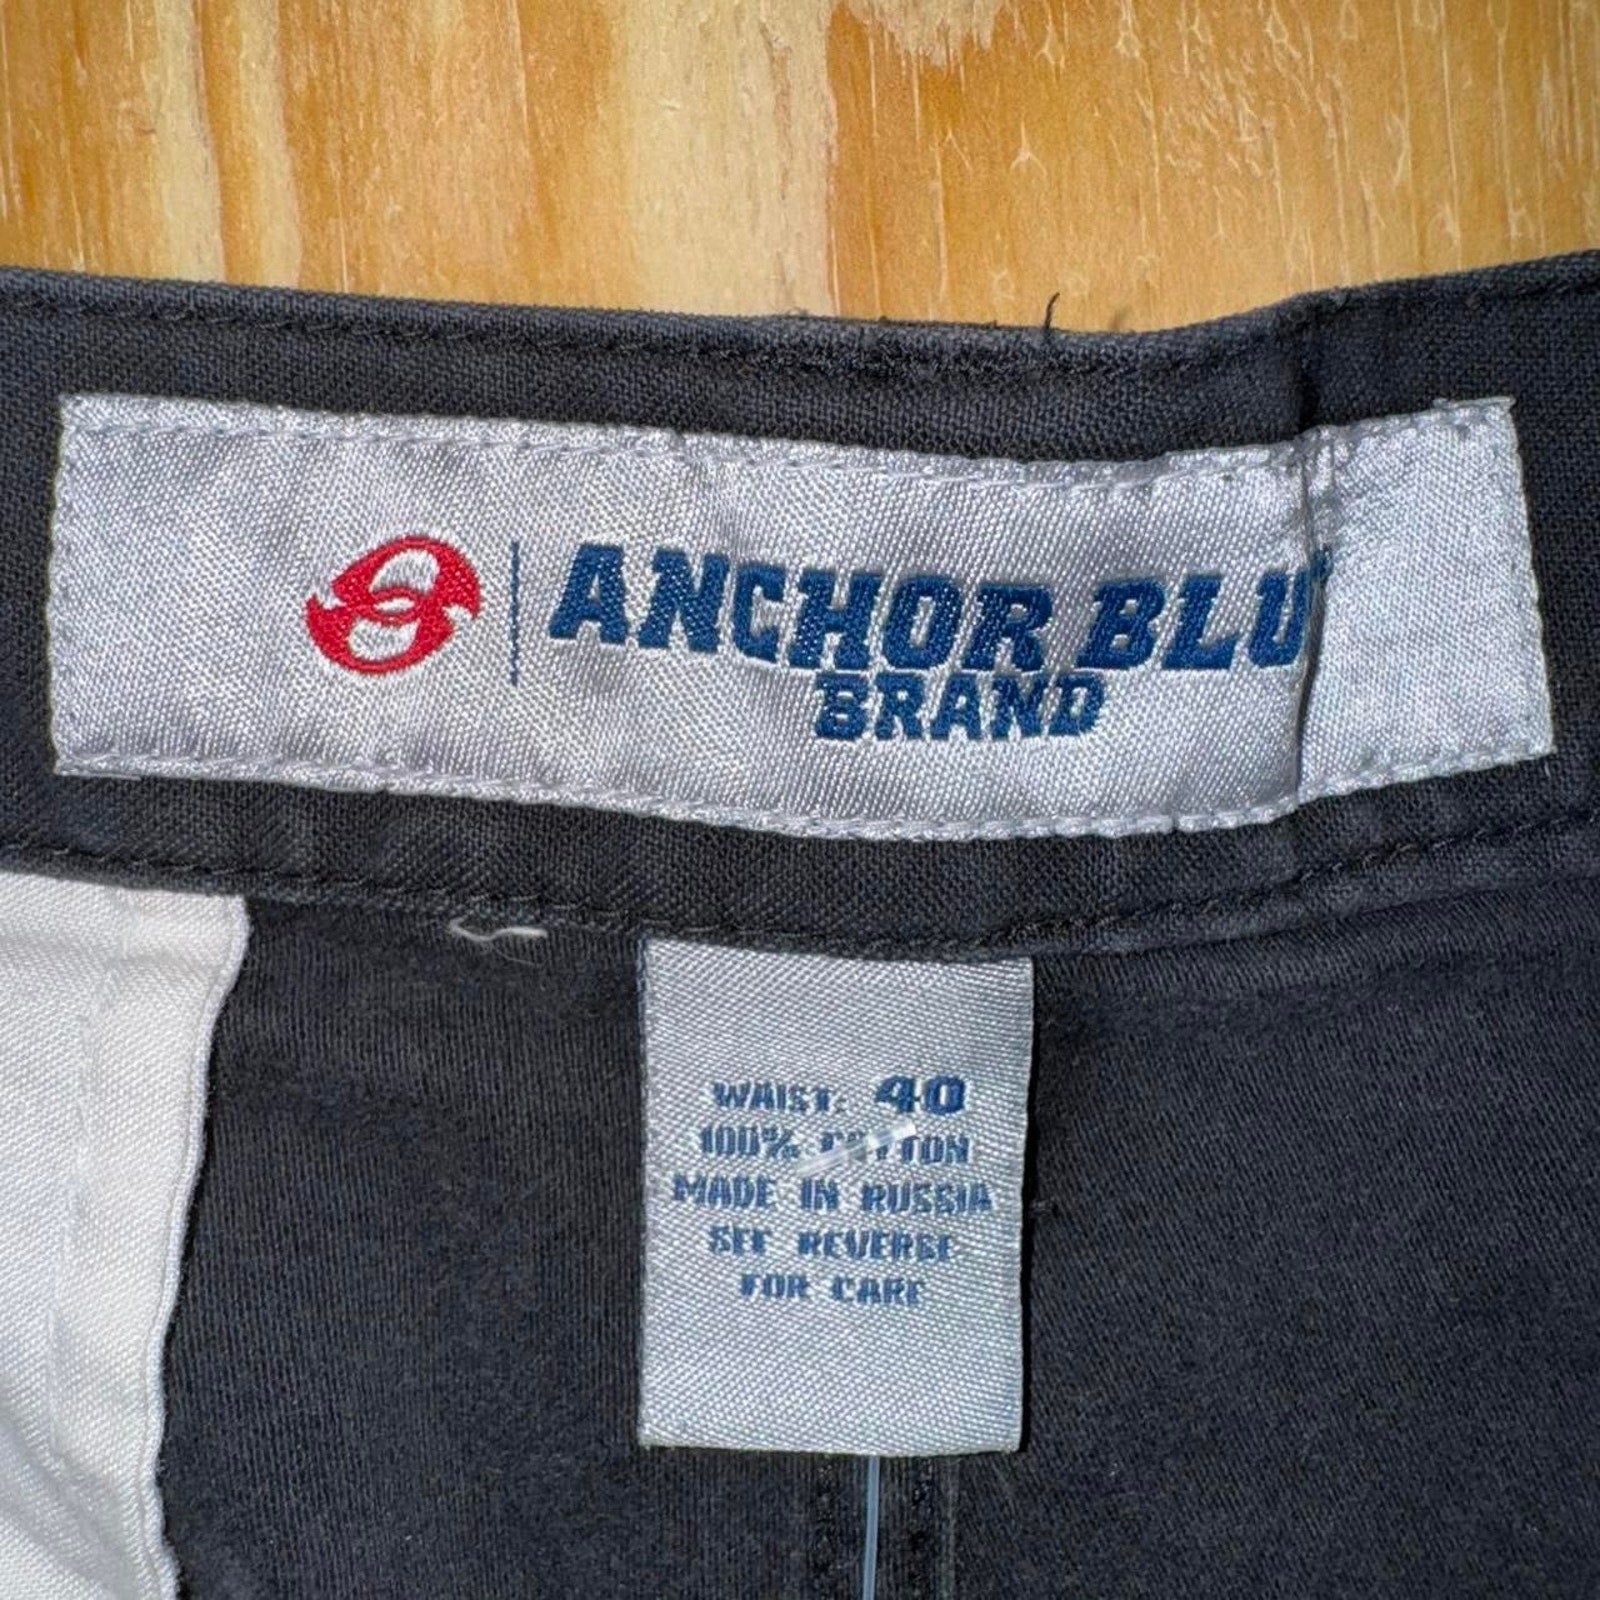 ANCHOR BLU
BRAND
WAIST: 40
100% COTTON
MADE IN RUSSIA
SEE REVERSE
FOR CARE